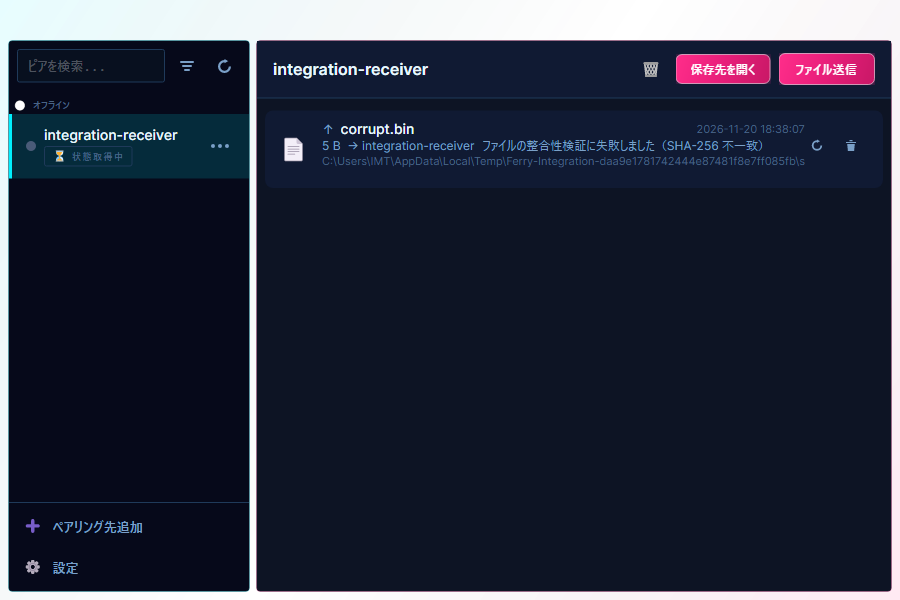 ピアを検索...
オフライン
integration-receiver
状態取得中
ペアリング先追加
設定
integration-receiver
保存先を開く
ファイル送信
↑ corrupt.bin
2026-11-20 18:38:07
5 B → integration-receiver ファイルの整合性検証に失敗しました（SHA-256 不一致）
C:\Users\IMT\AppData\Local\Temp\Ferry-Integration-daa9e1781742444e87481f8e7ff085fb\s